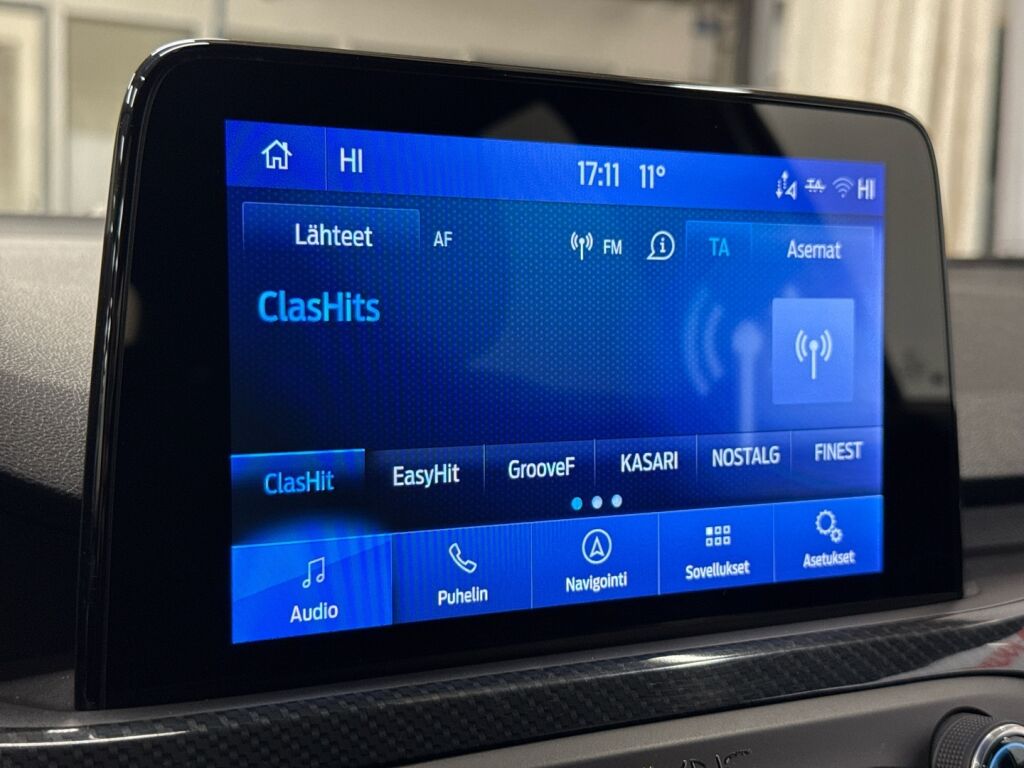 HI 17:11 11° TA HI
Lähteet AF FM i TA Asemat
ClasHits
ClasHit EasyHit GrooveF KASARI NOSTALG FINEST
Audio Puhelin Navigointi Sovellukset Asetukset